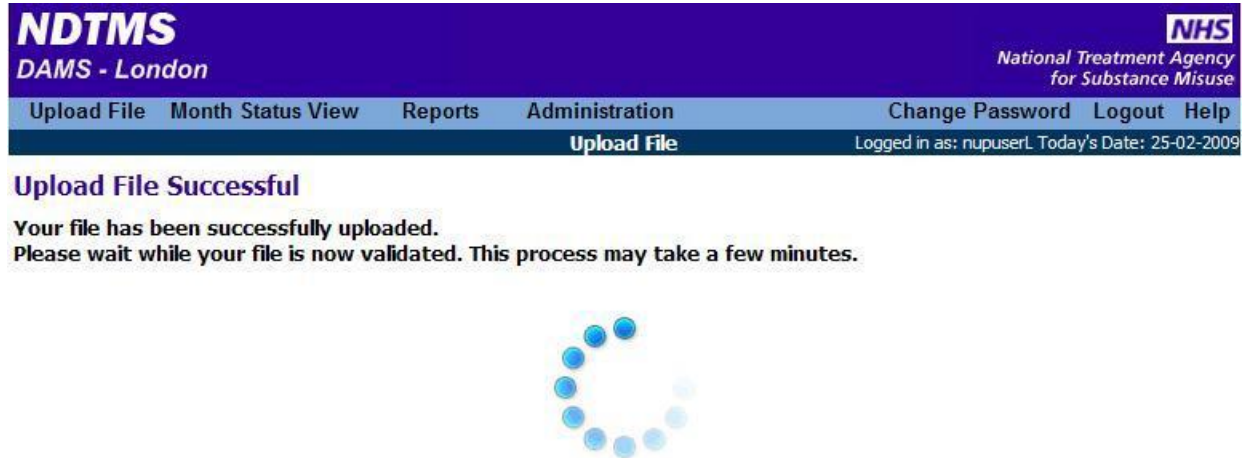 NDTMS
NHS
DAMS - London
National Treatment Agency
for Substance Misuse
Upload File Month Status View Reports Administration Change Password Logout Help
Upload File Logged in as: nupuserL Today's Date: 25-02-2009
Upload File Successful
Your file has been successfully uploaded.
Please wait while your file is now validated. This process may take a few minutes.